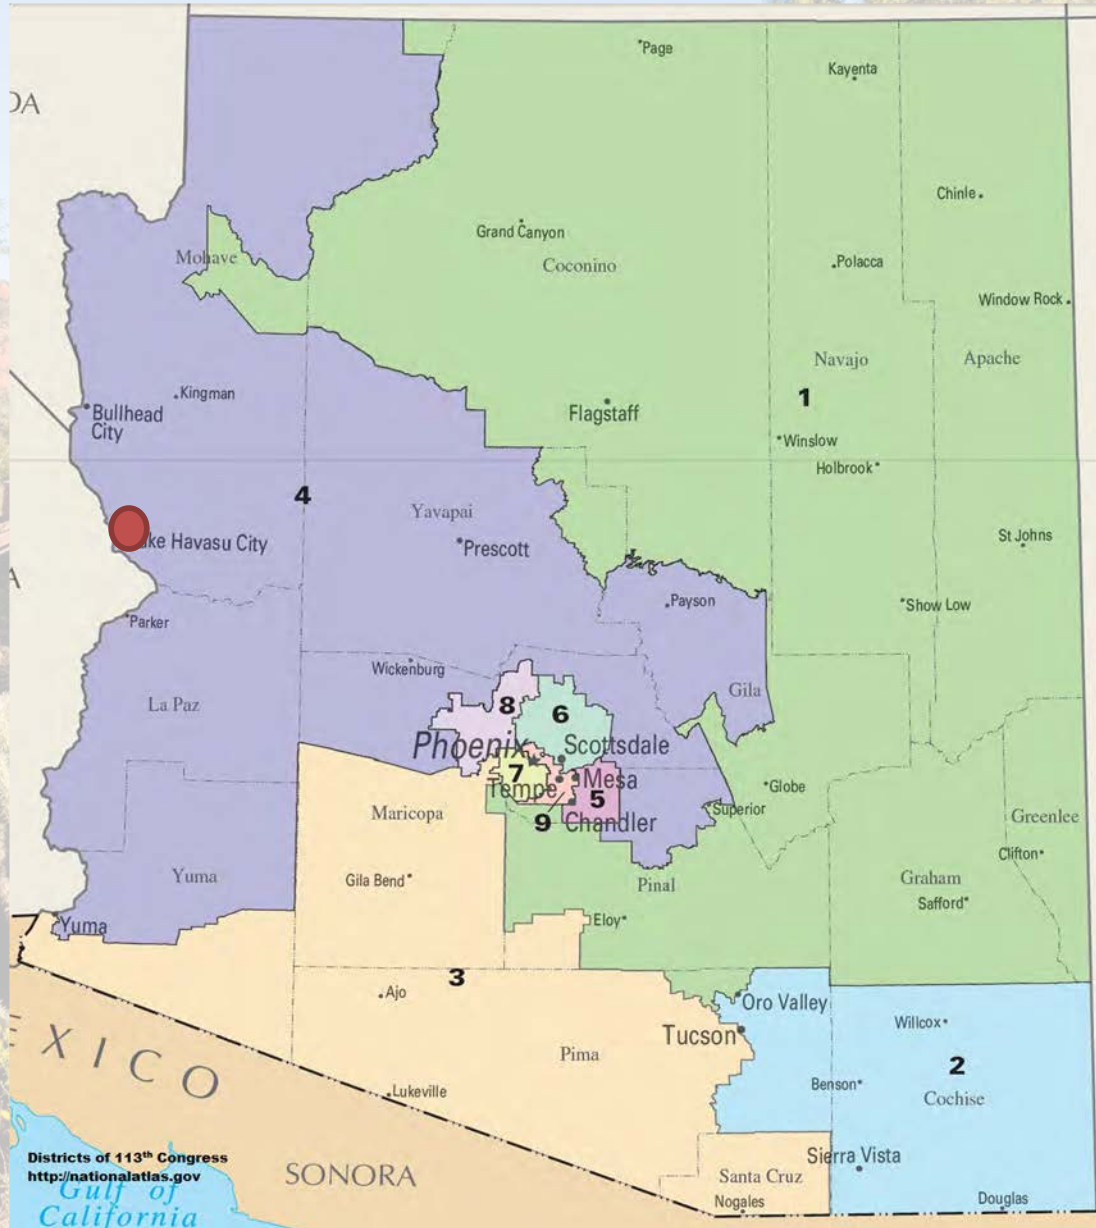 Page
Kayenta
DA
Chinle
Grand Canyon
Mohave
Coconino
Polacca
Window Rock
Navajo
Apache
1
Kingman
Bullhead
City
Flagstaff
Winslow
Holbrook
4
Yavapai
Prescott
ke Havasu City
St Johns
A
Payson
Show Low
Parker
Wickenburg
Gila
La Paz
8
6
Phoenix
Scottsdale
7
Mesa
Tempe
5
Globe
Superior
Maricopa
9
Chandler
Greenlee
Clifton
Yuma
Gila Bend
Pinal
Graham
Safford
Eloy
Yuma
3
Ajo
Oro Valley
Willcox
Tucson
EXICO
Pima
2
Benson
Cochise
Lukeville
Districts of 113th Congress
http://nationalatlas.gov
SONORA
Sierra Vista
Santa Cruz
Gulf of
California
Nogales
Douglas